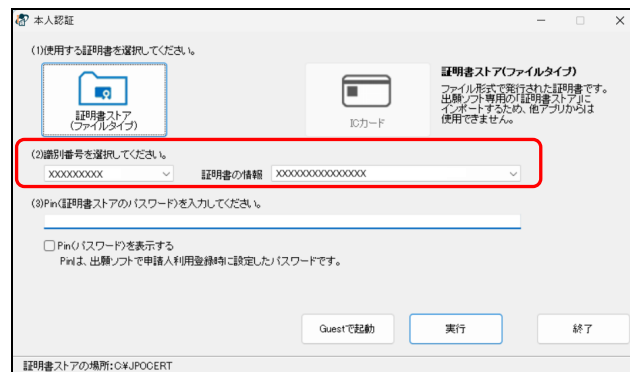 本人認証
(1)使用する証明書を選択してください。
証明書ストア
(ファイルタイプ)
ICカード
証明書ストア(ファイルタイプ)
ファイル形式で発行された証明書です。
出願ソフト専用の「証明書ストア」に
インポートするため、他アプリからは
使用できません。
(2)識別番号を選択してください。
XXXXXXXXX
証明書の情報
XXXXXXXXXXXXXXX
(3)Pin(証明書ストアのパスワード)を入力してください。
Pin(パスワード)を表示する
Pinは、出願ソフトで申請人利用登録時に設定したパスワードです。
Guestで起動
実行
終了
証明書ストアの場所:C:¥JPOCERT